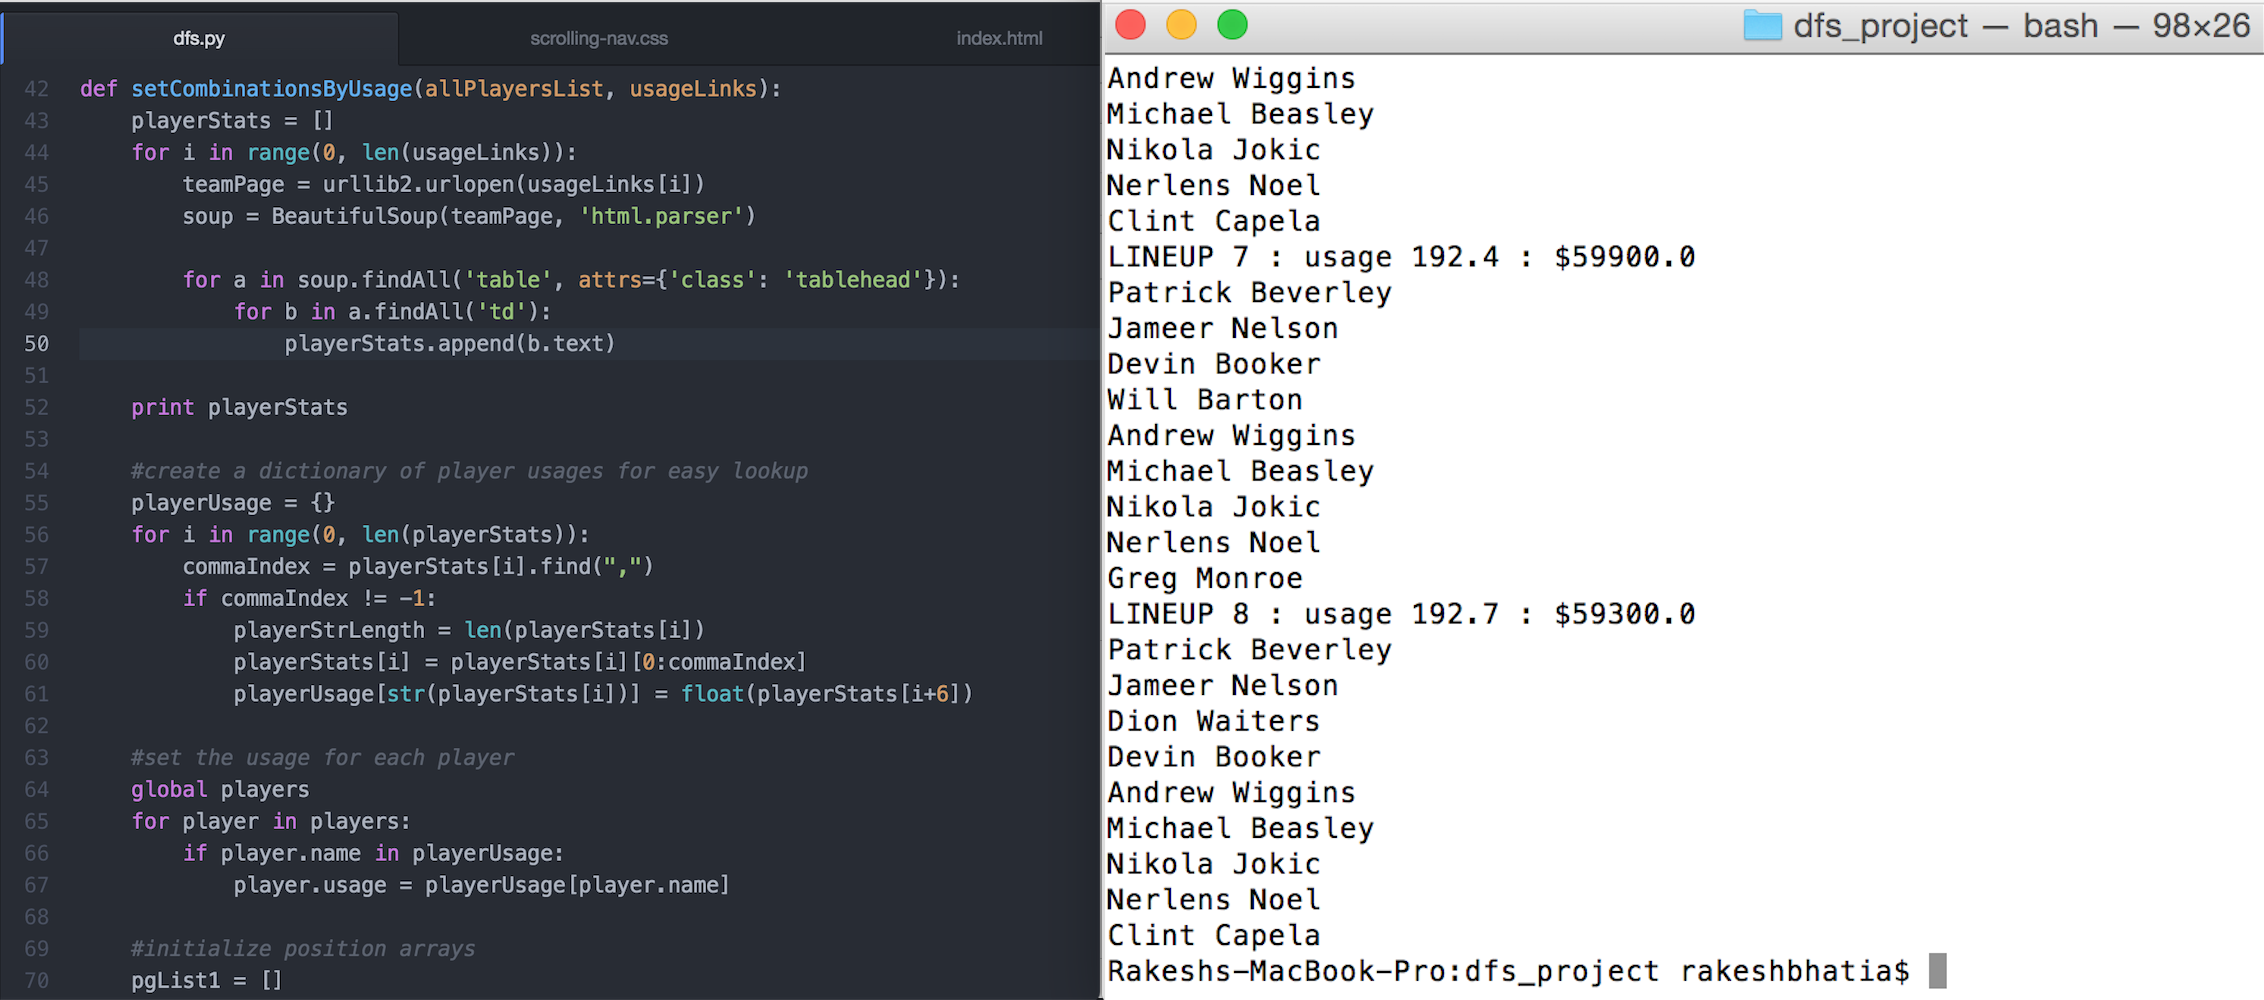 dfs.py scrolling-nav.css index.html
42 def setCombinationsByUsage(allPlayersList, usageLinks):
43     playerStats = []
44     for i in range(0, len(usageLinks)):
45         teamPage = urllib2.urlopen(usageLinks[i])
46         soup = BeautifulSoup(teamPage, 'html.parser')
47
48         for a in soup.findAll('table', attrs={'class': 'tablehead'}):
49             for b in a.findAll('td'):
50                 playerStats.append(b.text)
51
52     print playerStats
53
54     #create a dictionary of player usages for easy lookup
55     playerUsage = {}
56     for i in range(0, len(playerStats)):
57         commaIndex = playerStats[i].find(",")
58         if commaIndex != -1:
59             playerStrLength = len(playerStats[i])
60             playerStats[i] = playerStats[i][0:commaIndex]
61             playerUsage[str(playerStats[i])] = float(playerStats[i+6])
62
63     #set the usage for each player
64     global players
65     for player in players:
66         if player.name in playerUsage:
67             player.usage = playerUsage[player.name]
68
69     #initialize position arrays
70     pgList1 = []
dfs_project — bash — 98×26
Andrew Wiggins
Michael Beasley
Nikola Jokic
Nerlens Noel
Clint Capela
LINEUP 7 : usage 192.4 : $59900.0
Patrick Beverley
Jameer Nelson
Devin Booker
Will Barton
Andrew Wiggins
Michael Beasley
Nikola Jokic
Nerlens Noel
Greg Monroe
LINEUP 8 : usage 192.7 : $59300.0
Patrick Beverley
Jameer Nelson
Dion Waiters
Devin Booker
Andrew Wiggins
Michael Beasley
Nikola Jokic
Nerlens Noel
Clint Capela
Rakeshs-MacBook-Pro:dfs_project rakeshbhatia$